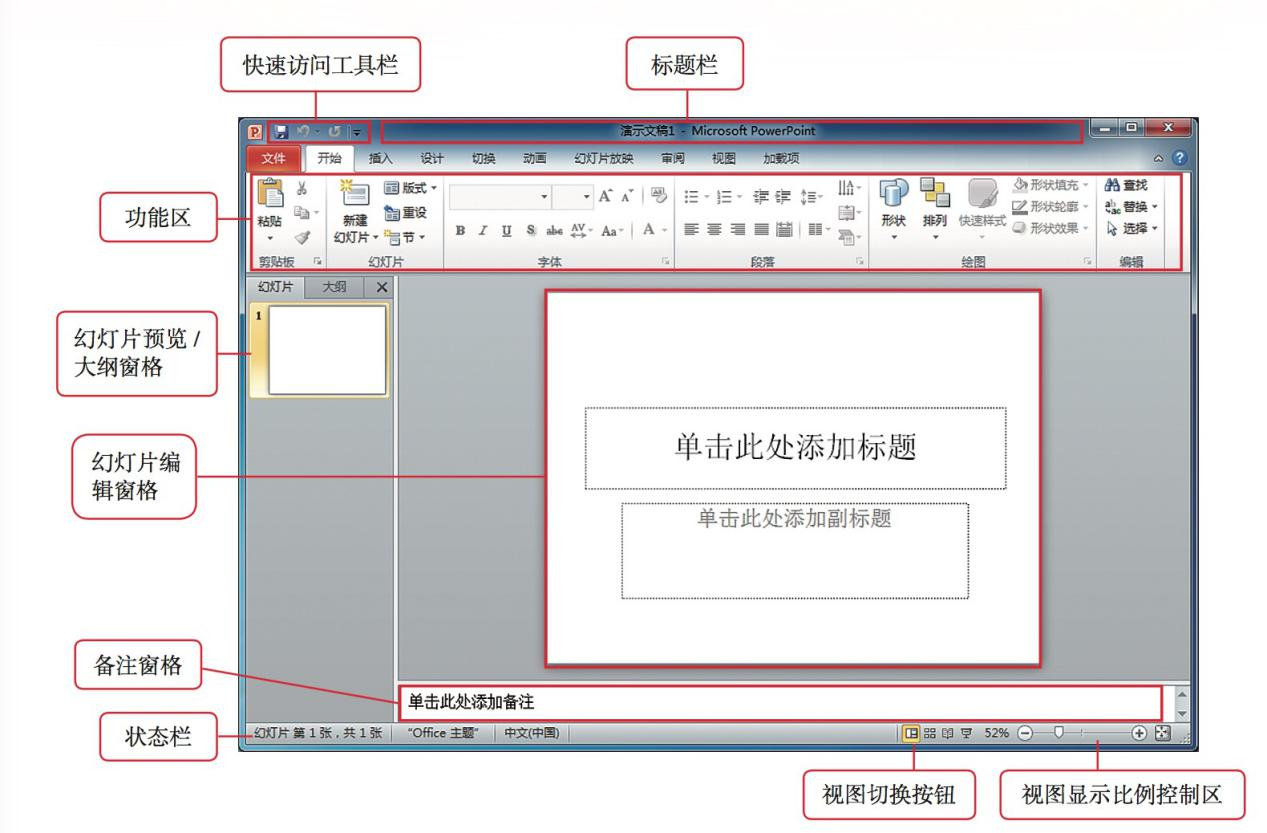 快速访问工具栏
标题栏
演示文稿1 - Microsoft PowerPoint
文件 开始 插入 设计 切换 动画 幻灯片放映 审阅 视图 加载项
功能区
粘贴
剪贴板
新建
幻灯片
版式
重设
节
幻灯片
B I U S abc AV Aa A
字体
段落
形状
排列
快速样式
形状填充
形状轮廓
形状效果
绘图
查找
替换
选择
编辑
幻灯片 大纲
1
幻灯片预览 /
大纲窗格
幻灯片编
辑窗格
单击此处添加标题
单击此处添加副标题
备注窗格
单击此处添加备注
状态栏
幻灯片 第 1 张，共 1 张 "Office 主题" 中文(中国) 52%
视图切换按钮
视图显示比例控制区